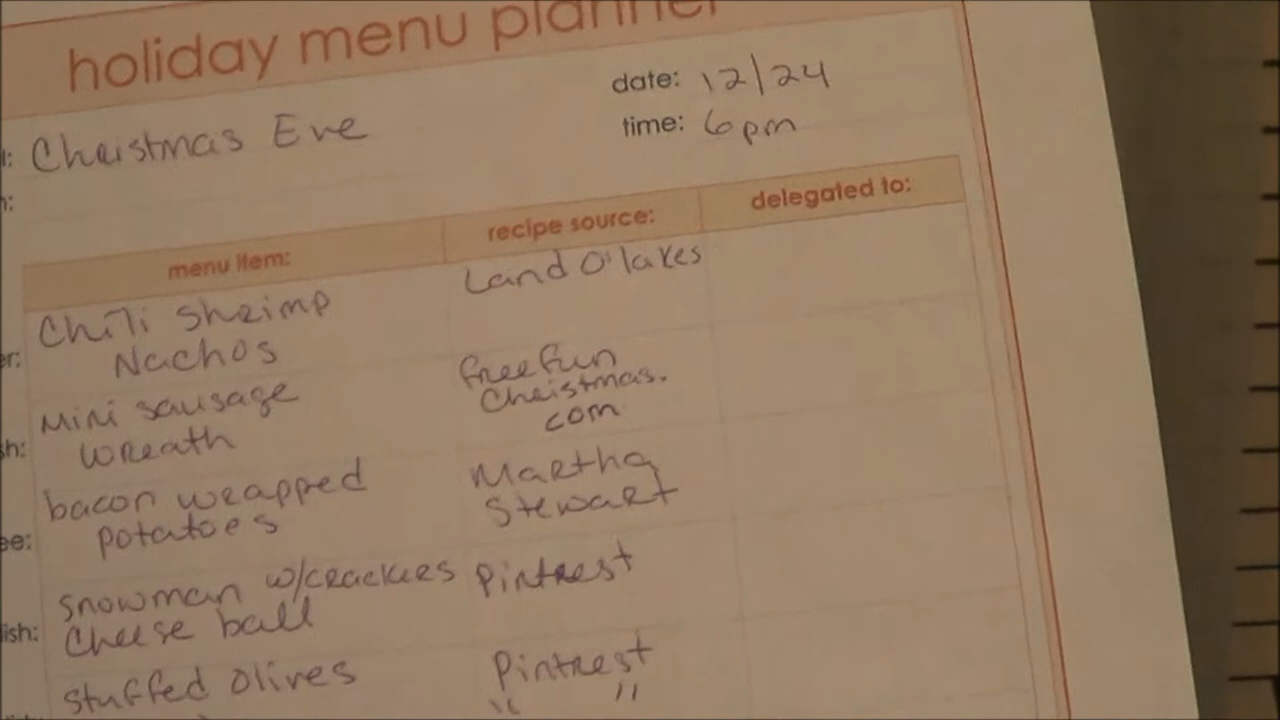 holiday menu planner
date: 12/24
Christmas Eve
time: 6pm
menu item:
recipe source:
delegated to:
Chili Shrimp
Nachos
Land O'lakes
Mini sausage
Wreath
freefun
Christmas.
com
bacon wrapped
potatoes
Martha
Stewart
Snowman w/crackers
Cheese ball
Pintrest
Stuffed Olives
Pintrest
" "